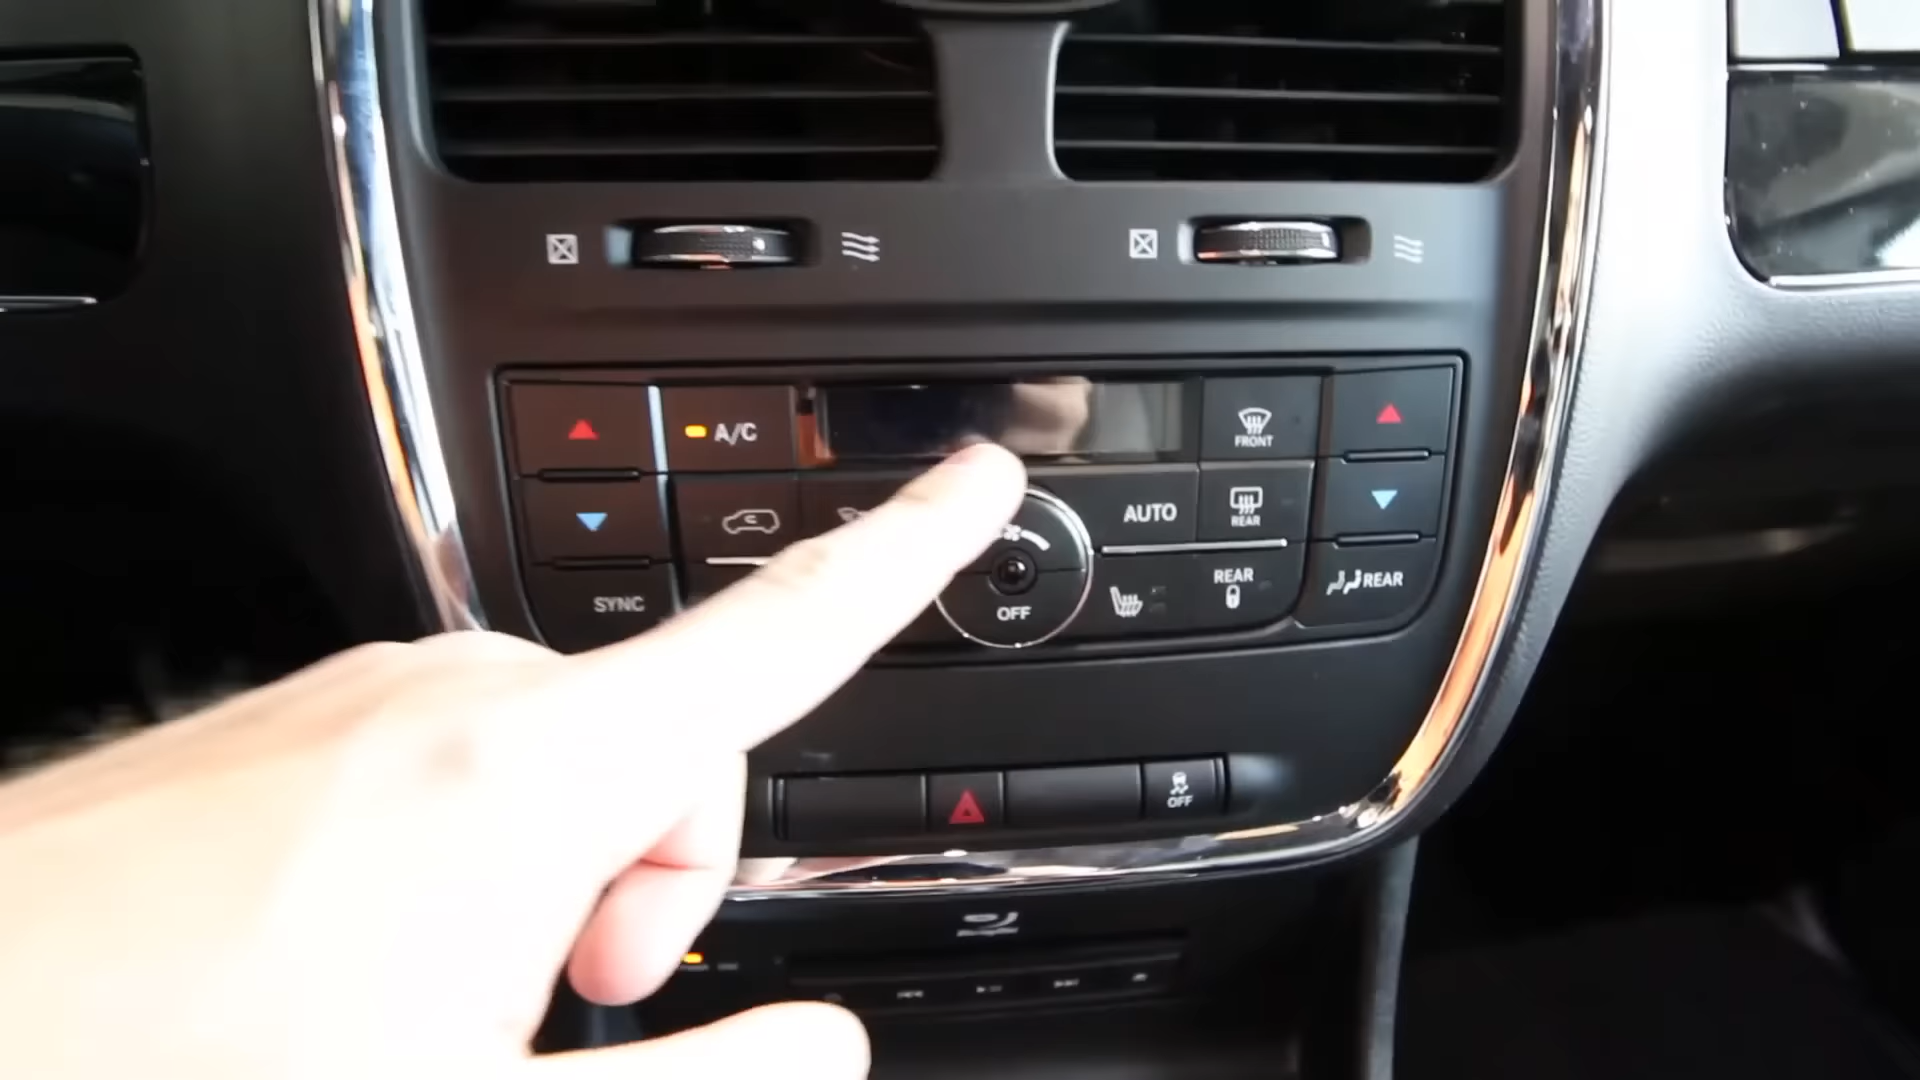 A/C
FRONT
AUTO
REAR
SYNC
OFF
REAR
REAR
OFF